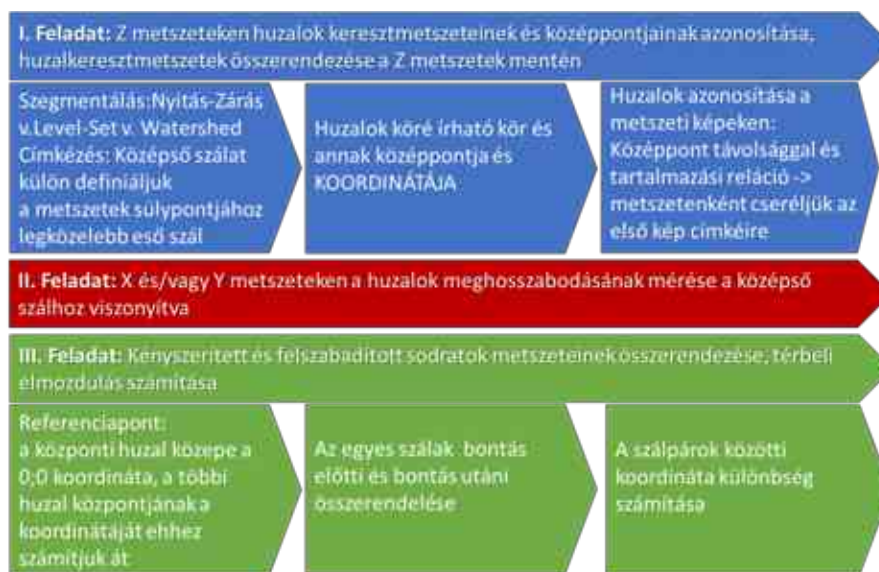 I. Feladat: Z metszeteken huzalok keresztmetszeteinek és középpontjainak azonosítása,
huzalkeresztmetszetek összerendezése a Z metszetek mentén
Szegmentálás:Nyitás-Zárás
v.Level-Set v. Watershed
Címkézés: Középső szálat
külön definiáljuk
a metszetek súlypontjához
legközelebb eső szál
Huzalok köré írható kör és
annak középpontja és
KOORDINÁTÁJA
Huzalok azonosítása a
metszeti képeken:
Középpont távolsággal és
tartalmazási reláció ->
metszetenként cseréljük az
első kép címkéire
II. Feladat: X és/vagy Y metszeteken a huzalok meghosszabodásának mérése a középső
szálhoz viszonyítva
III. Feladat: Kényszerített és felszabadított sodratok metszeteinek összerendezése, térbeli
elmozdulás számítása
Referenciapont:
a központi huzal közepe a
0;0 koordináta, a többi
huzal központjának a
koordinátáját ehhez
számítjuk át
Az egyes szálak bontás
előtti és bontás utáni
összerendelése
A szálpárok közötti
koordináta különbség
számítása